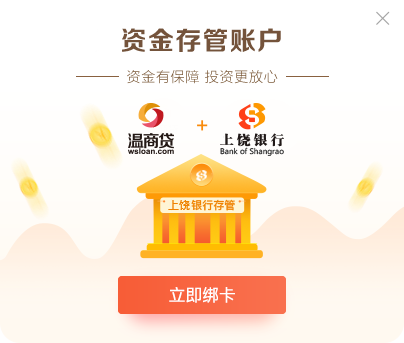 资金存管账户
资金有保障 投资更放心
温商贷
wsloan.com
+
上饶银行
Bank of Shangrao
上饶银行存管
立即绑卡